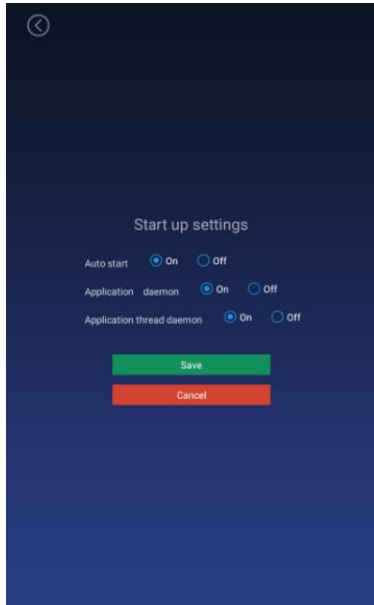 Start up settings
Auto start On Off
Application daemon On Off
Application thread daemon On Off
Save
Cancel